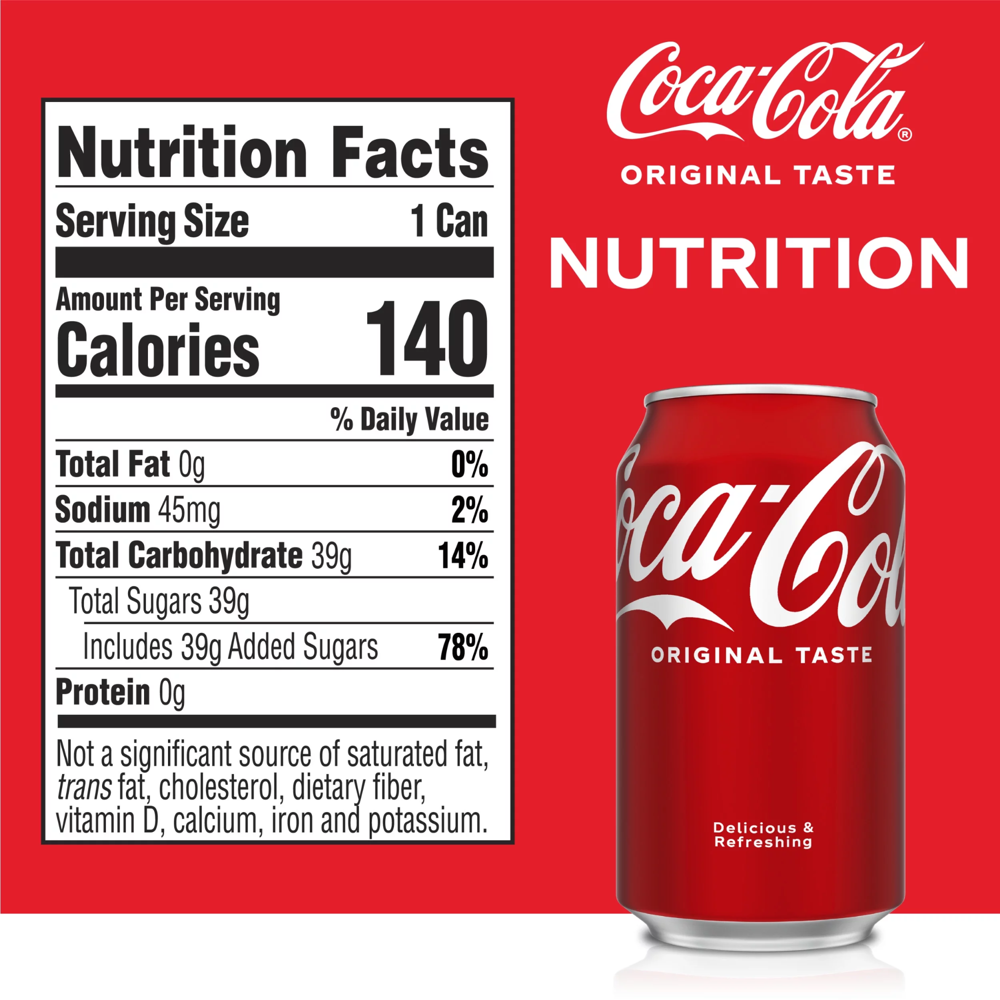 Nutrition Facts
Serving Size 1 Can
Amount Per Serving
Calories 140
% Daily Value
Total Fat 0g 0%
Sodium 45mg 2%
Total Carbohydrate 39g 14%
Total Sugars 39g
Includes 39g Added Sugars 78%
Protein 0g
Not a significant source of saturated fat,
trans fat, cholesterol, dietary fiber,
vitamin D, calcium, iron and potassium.
Coca-Cola®
ORIGINAL TASTE
NUTRITION
Coca-Col
ORIGINAL TASTE
Delicious &
Refreshing